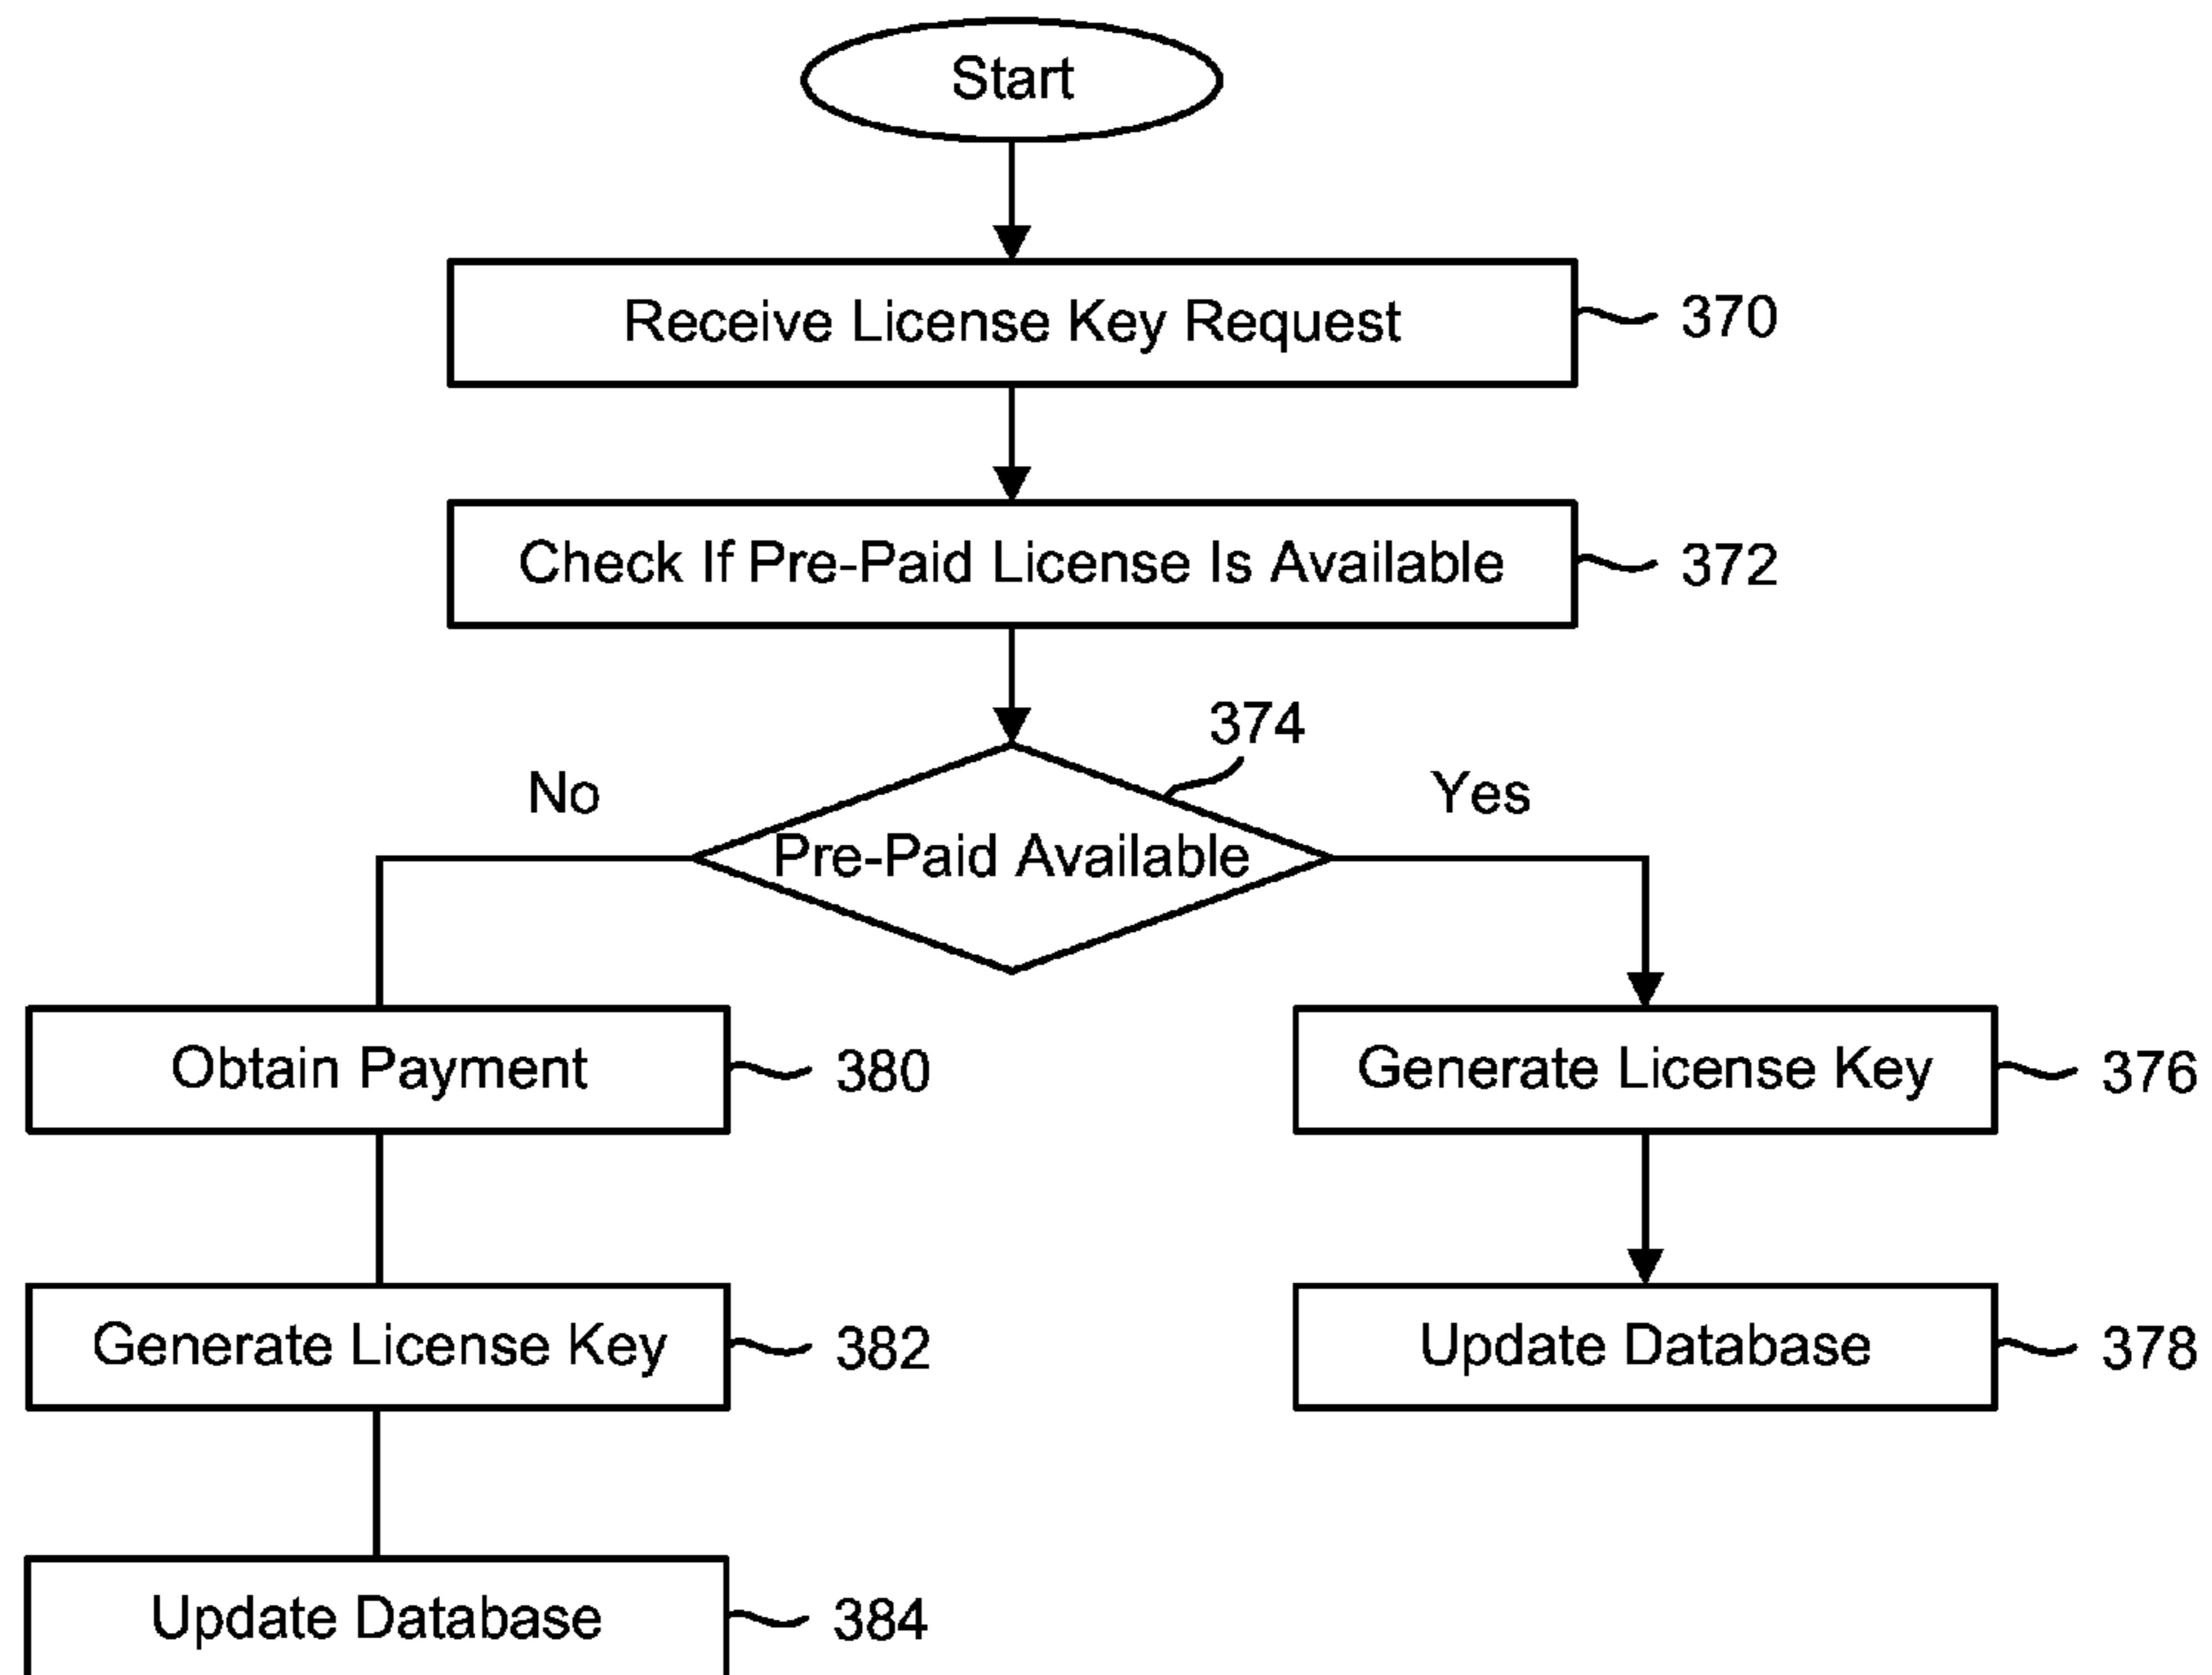 Start
Receive License Key Request
370
Check If Pre-Paid License Is Available
372
374
No
Yes
Pre-Paid Available
Obtain Payment
380
Generate License Key
376
Generate License Key
382
Update Database
378
Update Database
384